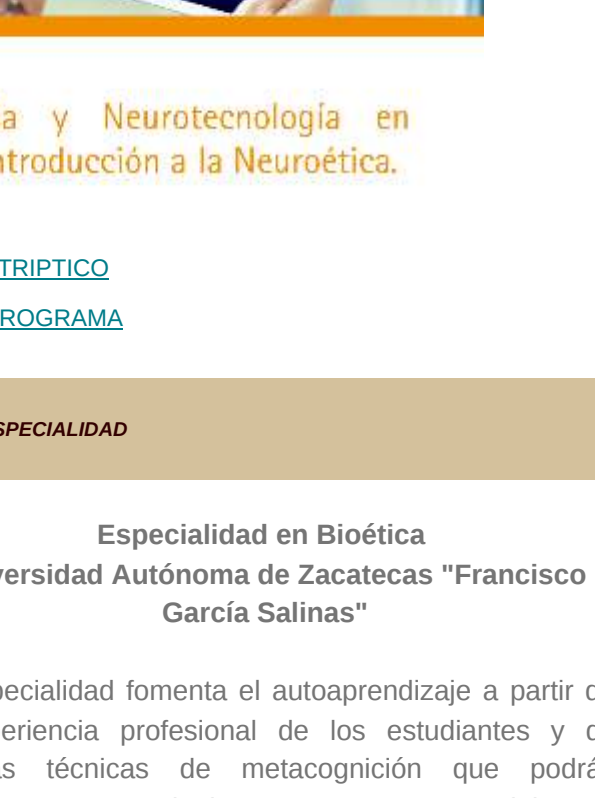 a y Neurotecnología en
ntroducción a la Neuroética.
TRIPTICO
ROGRAMA
SPECIALIDAD
Especialidad en Bioética
versidad Autónoma de Zacatecas "Francisco
García Salinas"
pecialidad fomenta el autoaprendizaje a partir d
eriencia profesional de los estudiantes y d
as técnicas de metacognición que podrá